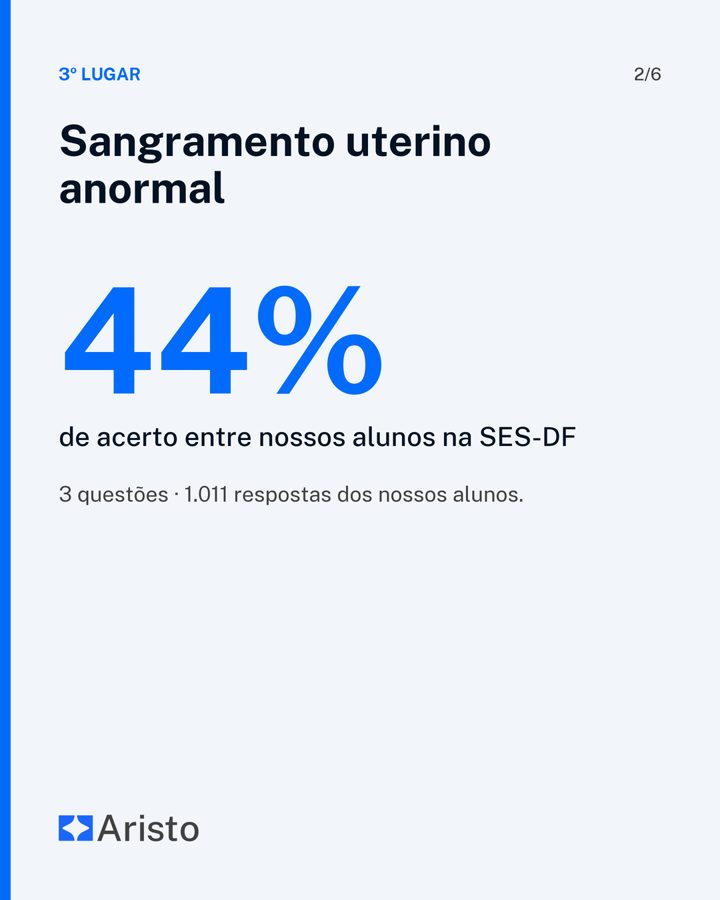 3º LUGAR
2/6
Sangramento uterino
anormal
44%
de acerto entre nossos alunos na SES-DF
3 questões · 1.011 respostas dos nossos alunos.
Aristo